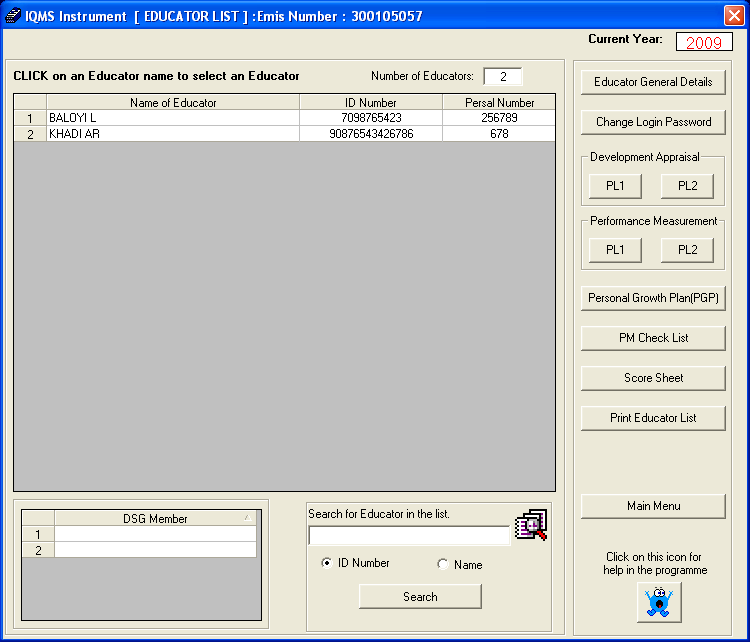 IQMS Instrument [ EDUCATOR LIST ] :Emis Number : 300105057
Current Year: 2009
CLICK on an Educator name to select an Educator
Number of Educators: 2
Name of Educator ID Number Persal Number
1 BALOYI L 7098765423 256789
2 KHADI AR 90876543426786 678
Educator General Details
Change Login Password
Development Appraisal
PL1 PL2
Performance Measurement
PL1 PL2
Personal Growth Plan(PGP)
PM Check List
Score Sheet
Print Educator List
DSG Member
1
2
Search for Educator in the list.
ID Number Name
Search
Main Menu
Click on this icon for
help in the programme